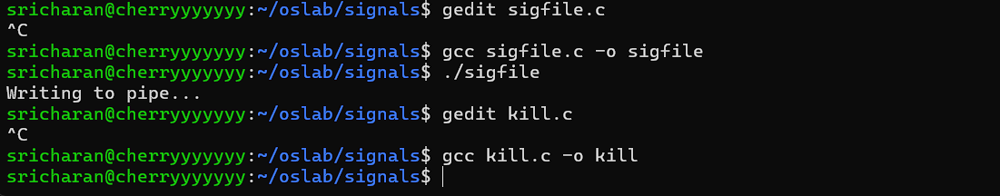 sricharan@cherryyyyyyy:~/oslab/signals$ gedit sigfile.c
^C
sricharan@cherryyyyyyy:~/oslab/signals$ gcc sigfile.c -o sigfile
sricharan@cherryyyyyyy:~/oslab/signals$ ./sigfile
Writing to pipe...
sricharan@cherryyyyyyy:~/oslab/signals$ gedit kill.c
^C
sricharan@cherryyyyyyy:~/oslab/signals$ gcc kill.c -o kill
sricharan@cherryyyyyyy:~/oslab/signals$